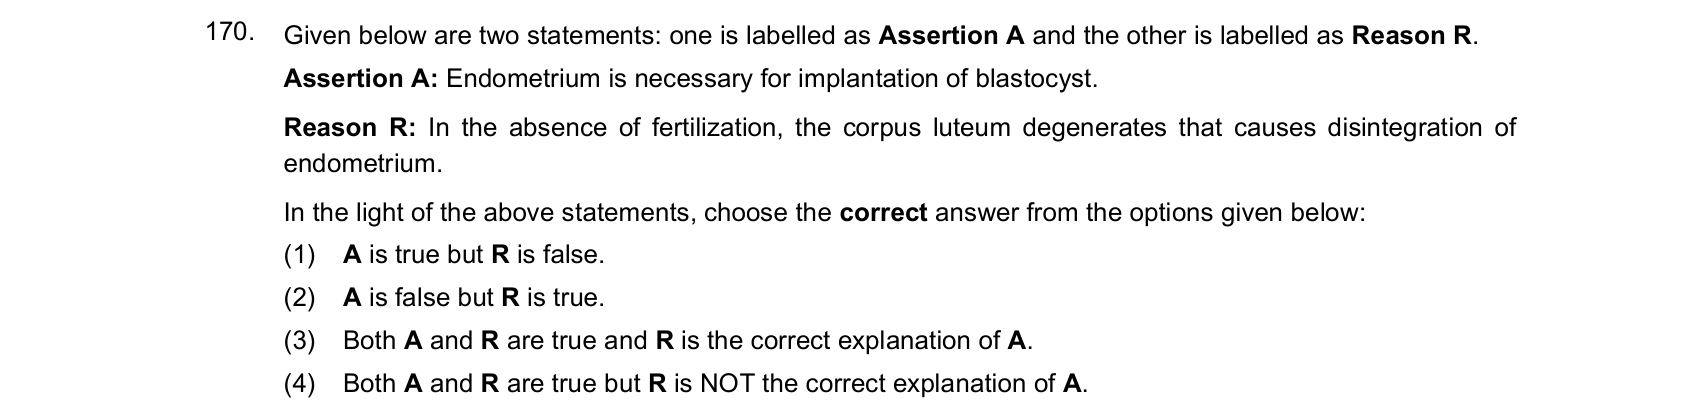 170. Given below are two statements: one is labelled as Assertion A and the other is labelled as Reason R.
Assertion A: Endometrium is necessary for implantation of blastocyst.
Reason R: In the absence of fertilization, the corpus luteum degenerates that causes disintegration of
endometrium.
In the light of the above statements, choose the correct answer from the options given below:
(1) A is true but R is false.
(2) A is false but R is true.
(3) Both A and R are true and R is the correct explanation of A.
(4) Both A and R are true but R is NOT the correct explanation of A.